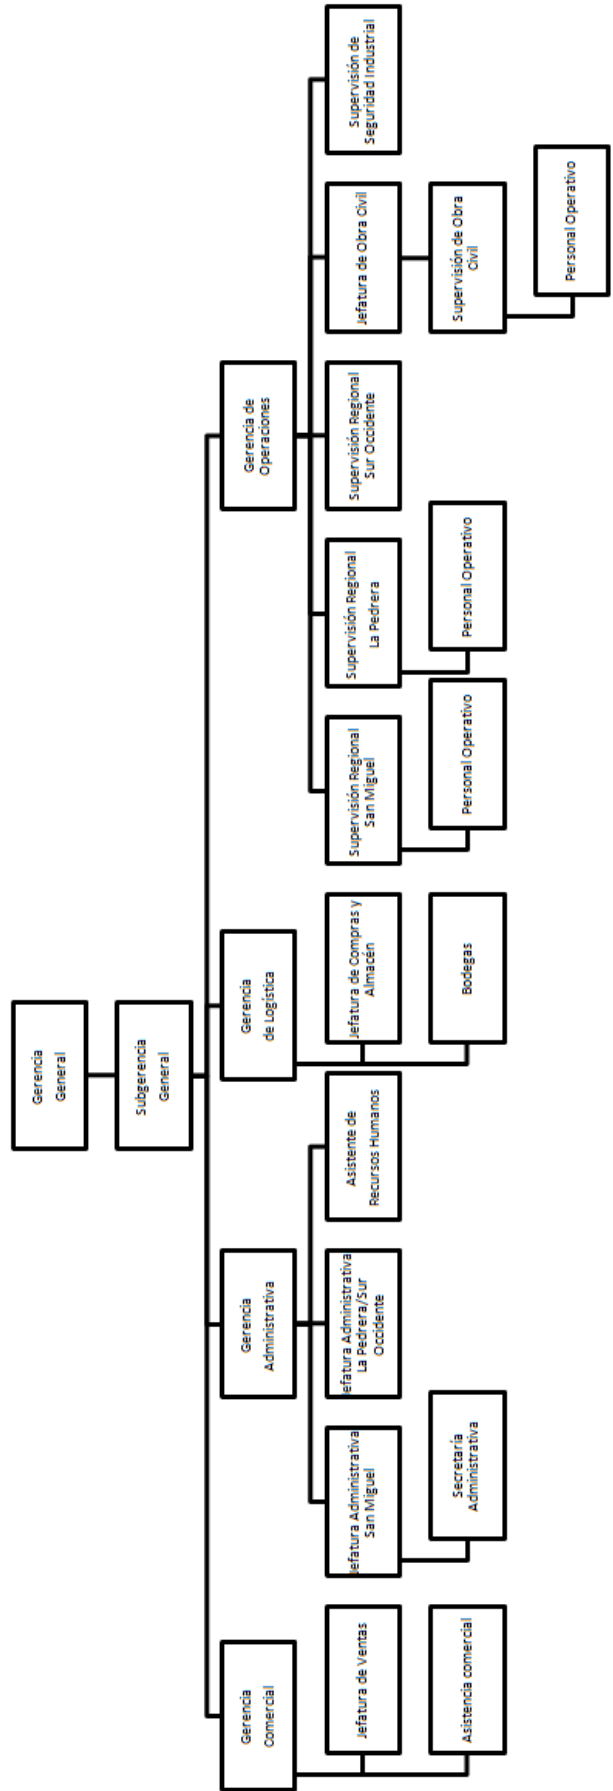 Gerencia
General
Subgerencia
General
Gerencia
Comercial
Gerencia
Administrativa
Gerencia
de Logística
Gerencia de
Operaciones
Jefatura de Ventas
Asistencia comercial
Jefatura Administrativa
San Miguel
Secretaría
Administrativa
Jefatura Administrativa
La Pedrera/Sur
Occidente
Asistente de
Recursos Humanos
Jefatura de Compras y
Almacén
Bodegas
Supervisión Regional
San Miguel
Personal Operativo
Supervisión Regional
La Pedrera
Personal Operativo
Supervisión Regional
Sur Occidente
Jefatura de Obra Civil
Supervisión de Obra
Civil
Personal Operativo
Supervisión de
Seguridad Industrial